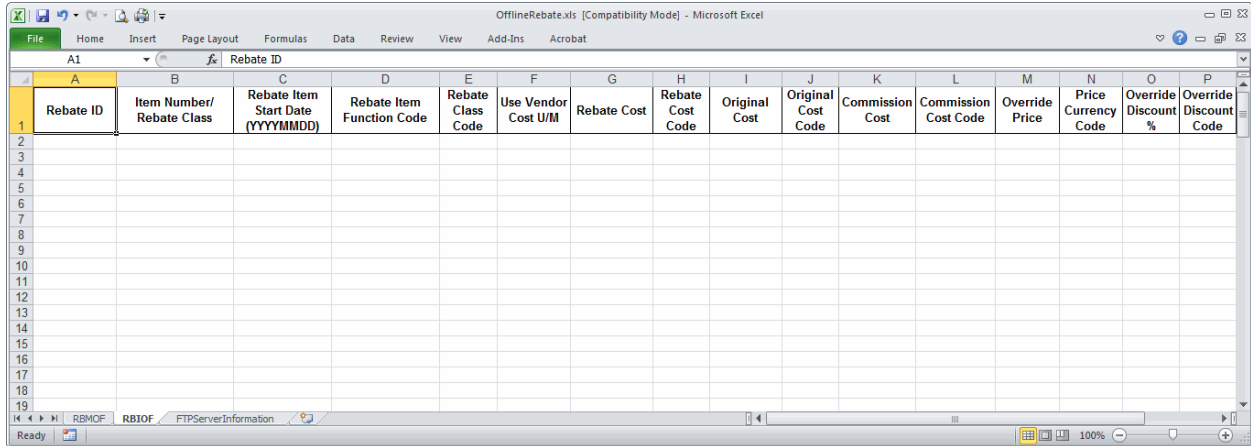 OfflineRebate.xls [Compatibility Mode] - Microsoft Excel
File Home Insert Page Layout Formulas Data Review View Add-Ins Acrobat
A1 fx Rebate ID
A B C D E F G H I J K L M N O P
1 Rebate ID
Item Number/
Rebate Class
Rebate Item
Start Date
(YYYYMMDD)
Rebate Item
Function Code
Rebate
Class
Code
Use Vendor
Cost U/M
Rebate Cost
Rebate
Cost
Code
Original
Cost
Original
Cost
Code
Commission
Cost
Commission
Cost Code
Override
Price
Price
Currency
Code
Override
Discount
%
Override
Discount
Code
2
3
4
5
6
7
8
9
10
11
12
13
14
15
16
17
18
19
RBMOF RBIOF FTPServerInformation
Ready 100%